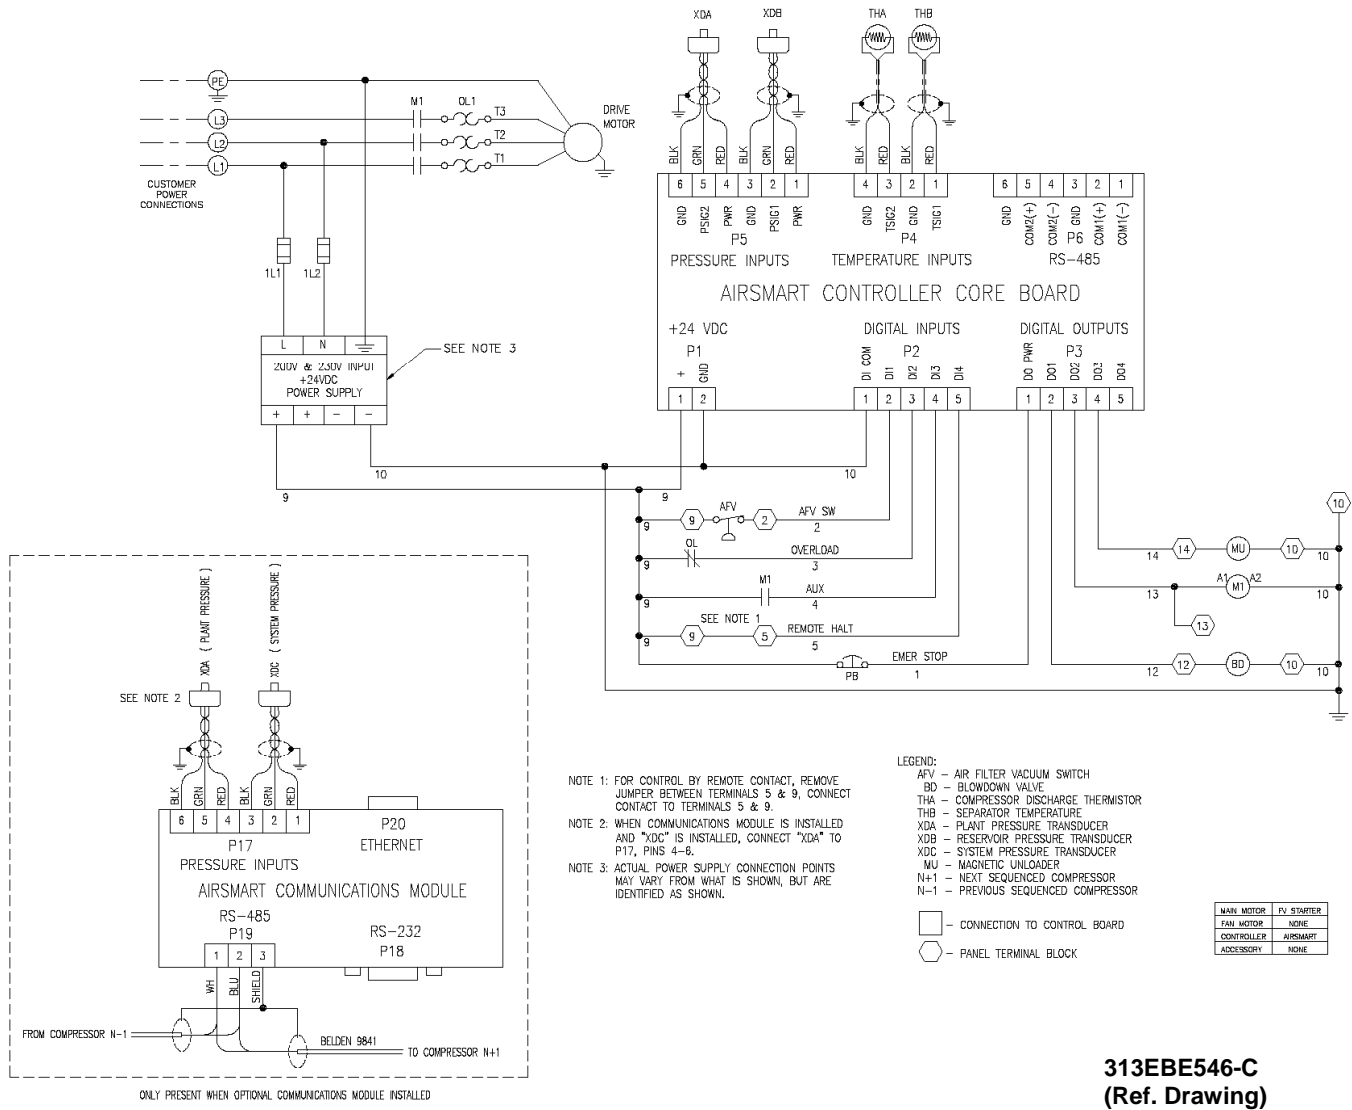 XDA
XDB
THA
THB
PE
L3
L2
L1
M1
OL1
T3
T2
T1
DRIVE
MOTOR
CUSTOMER
POWER
CONNECTIONS
1L1
1L2
L N
200V & 230V INPUT
+24VDC
POWER SUPPLY
+ + − −
SEE NOTE 3
BLK GRN RED BLK GRN RED
BLK RED BLK RED
6 5 4 3 2 1
4 3 2 1
6 5 4 3 2 1
GND PSIG2 PWR GND PSIG1 PWR
GND TSIG2 GND TSIG1
GND COM2(+) COM2(−) GND COM1(+) COM1(−)
P5
P4
P6
PRESSURE INPUTS
TEMPERATURE INPUTS
RS−485
AIRSMART CONTROLLER CORE BOARD
+24 VDC
DIGITAL INPUTS
DIGITAL OUTPUTS
P1
P2
P3
+ GND
DI COM DI1 DI2 DI3 DI4
DO PWR DO1 DO2 DO3 DO4
1 2
1 2 3 4 5
1 2 3 4 5
10
10
9
9
9 9 AFV 2 AFV SW
2
9 OL OVERLOAD
3
9 M1 AUX
4
SEE NOTE 1
9 9 5 REMOTE HALT
5
PB EMER STOP
1
10
14 14 MU 10 10
13 A1 M1 A2 10
13
12 12 BD 10 10
XDA ( PLANT PRESSURE )
XDC ( SYSTEM PRESSURE )
SEE NOTE 2
BLK GRN RED BLK GRN RED
6 5 4 3 2 1
P17
PRESSURE INPUTS
P20
ETHERNET
AIRSMART COMMUNICATIONS MODULE
RS−485
P19
RS−232
P18
1 2 3
WH BLU SHIELD
FROM COMPRESSOR N−1
BELDEN 9841
TO COMPRESSOR N+1
ONLY PRESENT WHEN OPTIONAL COMMUNICATIONS MODULE INSTALLED
NOTE 1: FOR CONTROL BY REMOTE CONTACT, REMOVE
JUMPER BETWEEN TERMINALS 5 & 9, CONNECT
CONTACT TO TERMINALS 5 & 9.
NOTE 2: WHEN COMMUNICATIONS MODULE IS INSTALLED
AND "XDC" IS INSTALLED, CONNECT "XDA" TO
P17, PINS 4−6.
NOTE 3: ACTUAL POWER SUPPLY CONNECTION POINTS
MAY VARY FROM WHAT IS SHOWN, BUT ARE
IDENTIFIED AS SHOWN.
LEGEND:
AFV − AIR FILTER VACUUM SWITCH
BD − BLOWDOWN VALVE
THA − COMPRESSOR DISCHARGE THERMISTOR
THB − SEPARATOR TEMPERATURE
XDA − PLANT PRESSURE TRANSDUCER
XDB − RESERVOIR PRESSURE TRANSDUCER
XDC − SYSTEM PRESSURE TRANSDUCER
MU − MAGNETIC UNLOADER
N+1 − NEXT SEQUENCED COMPRESSOR
N−1 − PREVIOUS SEQUENCED COMPRESSOR
− CONNECTION TO CONTROL BOARD
− PANEL TERMINAL BLOCK
MAIN MOTOR FV STARTER
FAN MOTOR NONE
CONTROLLER AIRSMART
ACCESSORY NONE
313EBE546-C
(Ref. Drawing)